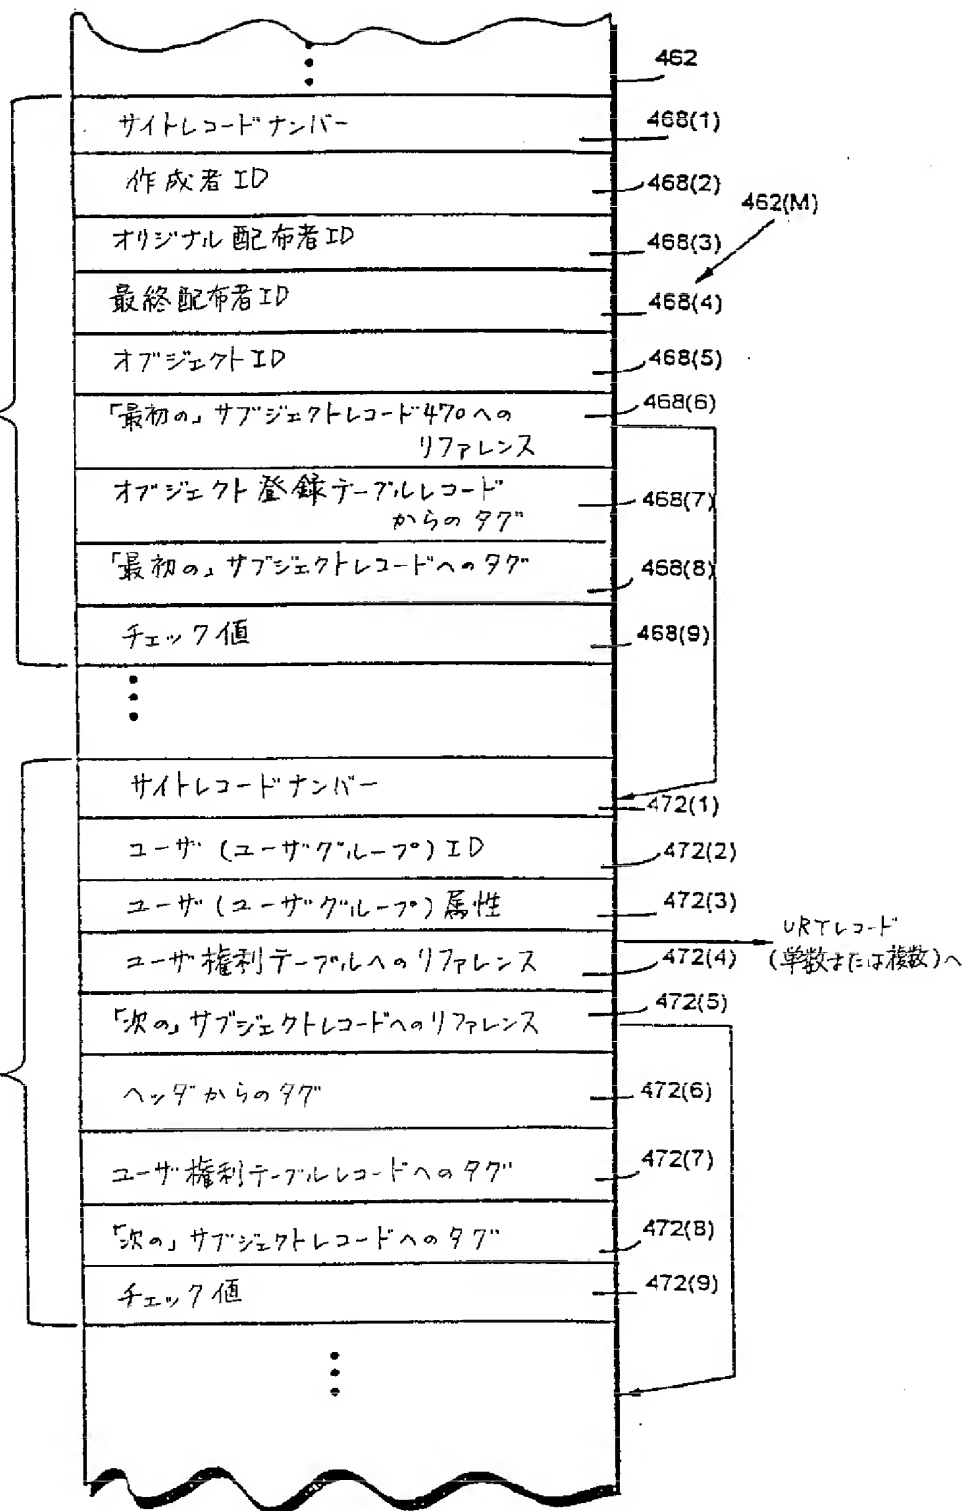 462
サイトレコードナンバー 468(1)
作成者ID 468(2)
462(M)
オリジナル配布者ID 468(3)
最終配布者ID 468(4)
オブジェクトID 468(5)
「最初の」サブジェクトレコード470への 468(6)
リファレンス
オブジェクト登録テーブルレコード 468(7)
からのタグ
「最初の」サブジェクトレコードへのタグ 468(8)
チェック値 468(9)
サイトレコードナンバー 472(1)
ユーザ(ユーザグループ)ID 472(2)
ユーザ(ユーザグループ)属性 472(3)
URTレコード
ユーザ権利テーブルへのリファレンス 472(4) (単数または複数)へ
「次の」サブジェクトレコードへのリファレンス 472(5)
ヘッダからのタグ 472(6)
ユーザ権利テーブルレコードへのタグ 472(7)
「次の」サブジェクトレコードへのタグ 472(8)
チェック値 472(9)